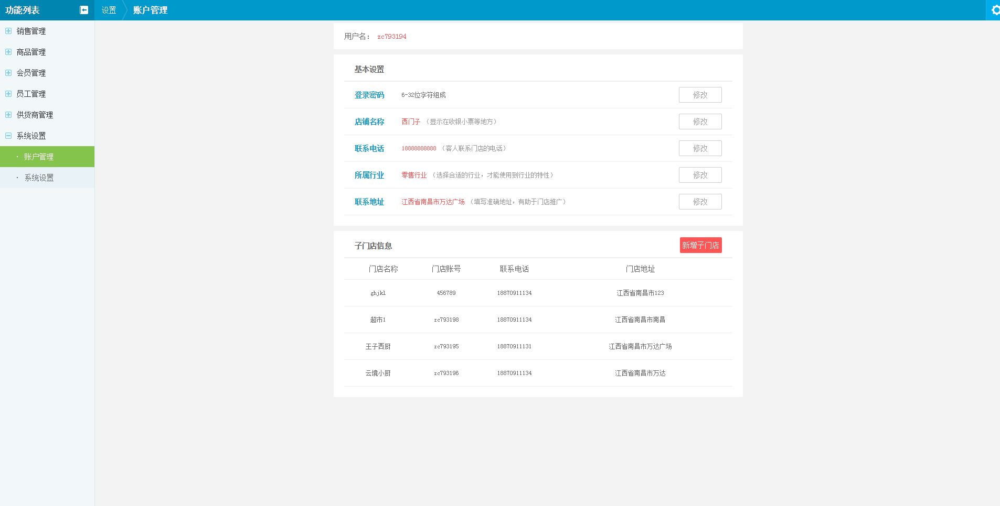 功能列表
设置 账户管理
销售管理
商品管理
会员管理
员工管理
供货商管理
系统设置
· 账户管理
· 系统设置
用户名： zc793194
基本设置
登录密码 6-32位字符组成 修改
店铺名称 西门子 （显示在收银小票等地方） 修改
联系电话 18888888888 （客人联系门店的电话） 修改
所属行业 零售行业 （选择合适的行业，才能使用到行业的特性） 修改
联系地址 江西省南昌市万达广场 （填写准确地址，有助于门店推广） 修改
子门店信息 新增子门店
门店名称 门店账号 联系电话 门店地址
ghjkl 456789 18870911134 江西省南昌市123
超市1 zc793198 18870911134 江西省南昌市南昌
王子西厨 zc793195 18870911131 江西省南昌市万达广场
云境小厨 zc793196 18870911134 江西省南昌市万达